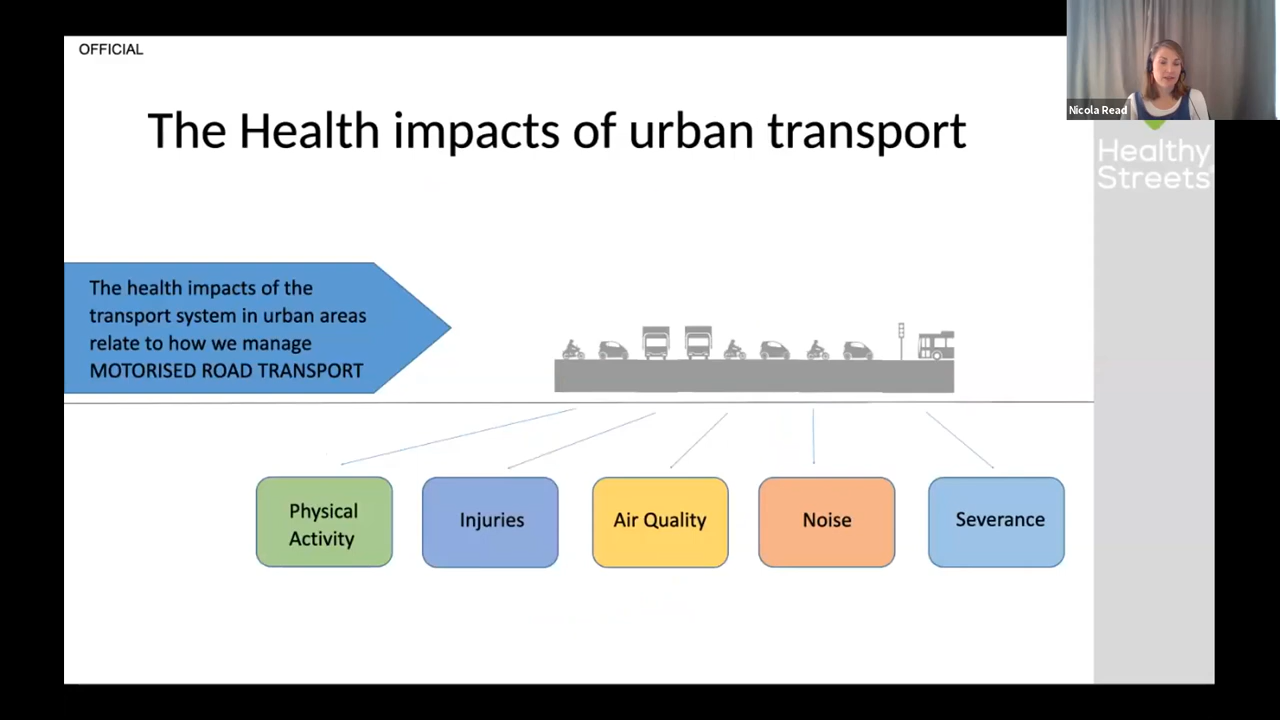 OFFICIAL
Nicola Read
The Health impacts of urban transport
Healthy
Streets
The health impacts of the
transport system in urban areas
relate to how we manage
MOTORISED ROAD TRANSPORT
Physical
Activity
Injuries
Air Quality
Noise
Severance